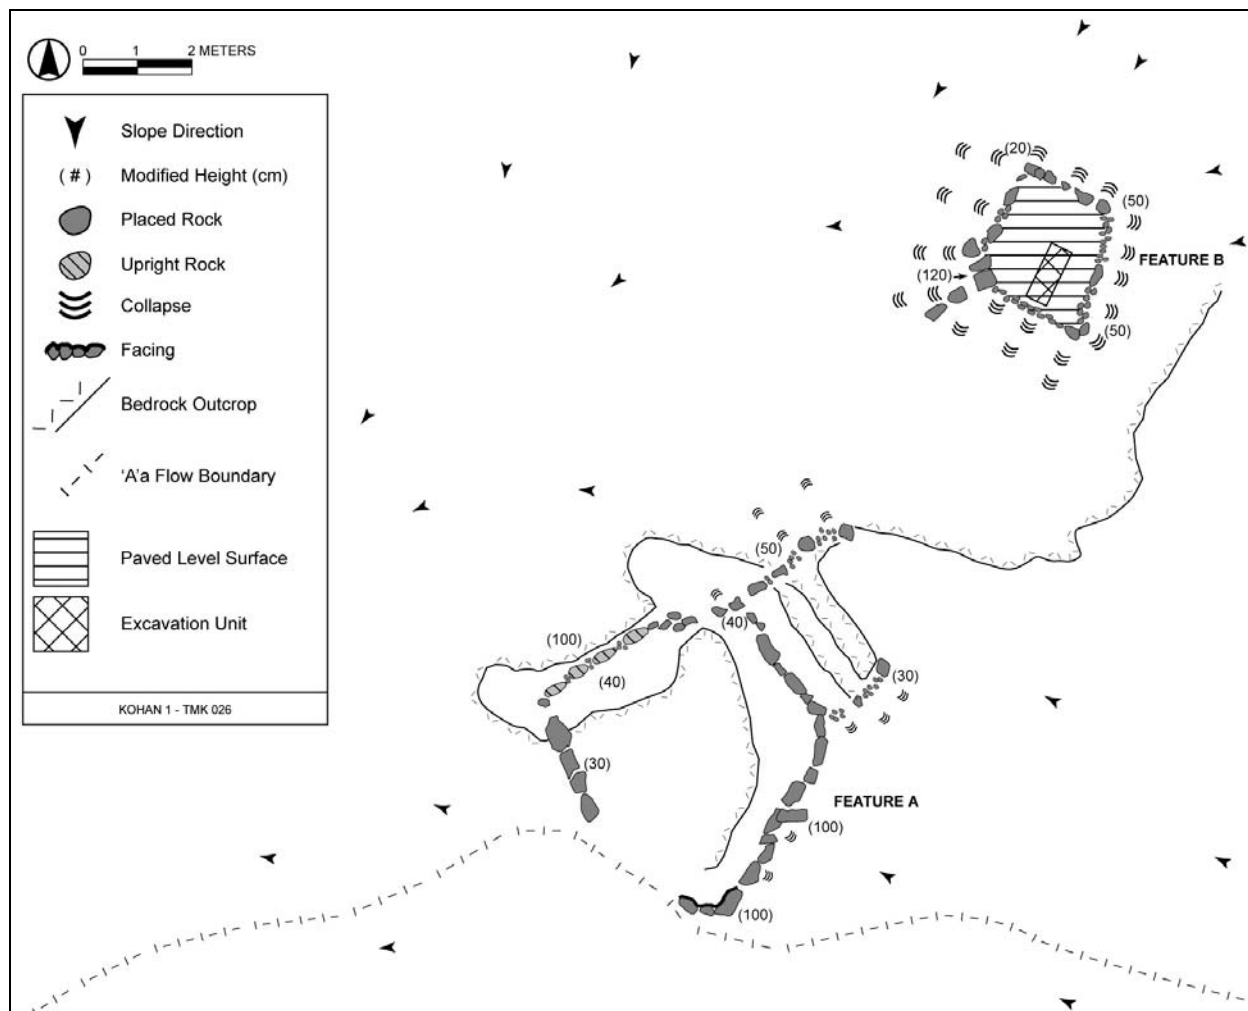 0 1 2 METERS
Slope Direction
( # ) Modified Height (cm)
Placed Rock
Upright Rock
Collapse
Facing
Bedrock Outcrop
'A'a Flow Boundary
Paved Level Surface
Excavation Unit
KOHAN 1 - TMK 026
(20)
(50)
FEATURE B
(120)
(50)
(50)
(40)
(100)
(40)
(30)
(30)
FEATURE A
(100)
(100)